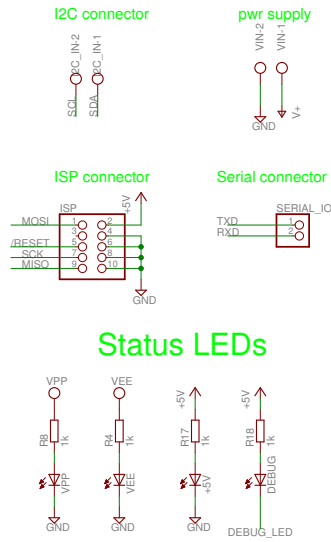 I2C connector
pwr supply
I2C_IN-2
I2C_IN-1
SCL
SDA
VIN-2
VIN-1
GND
V+
ISP connector
Serial connector
ISP
+5V
MOSI 1 2
3 4
/RESET 5 6
SCK 7 8
MISO 9 10
GND
SERIAL_IO
TXD 1
RXD 2
Status LEDs
VPP
VEE
+5V
+5V
R8 1k
R4 1k
R17 1k
R18 1k
VPP
VEE
+5V
DEBUG
GND
GND
GND
DEBUG_LED